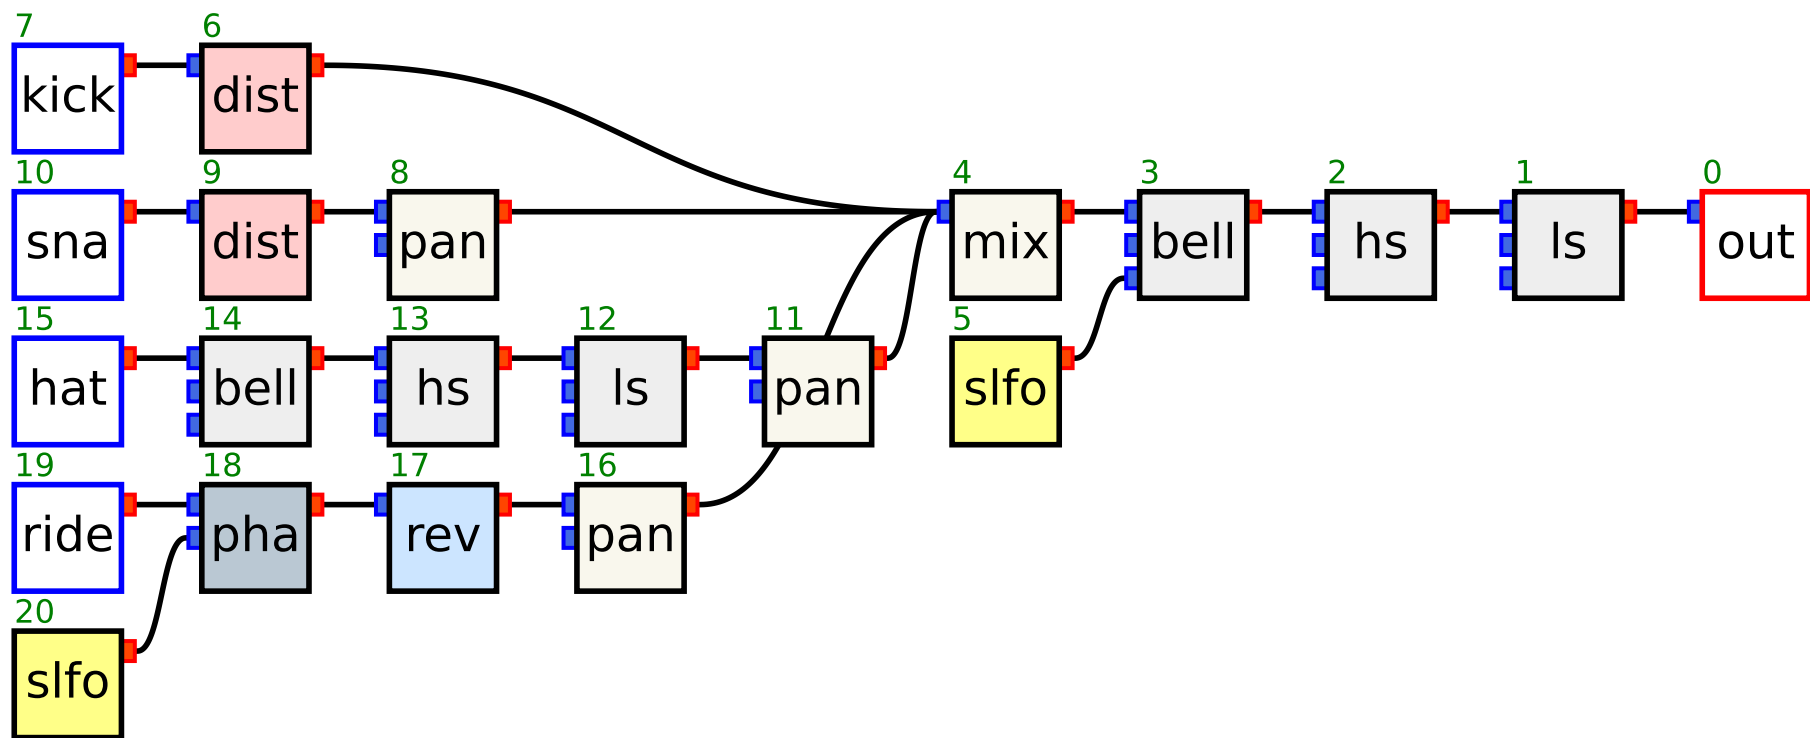 7 6
kick dist
10 9 8 4 3 2 1 0
sna dist pan mix bell hs ls out
15 14 13 12 11 5
hat bell hs ls pan slfo
19 18 17 16
ride pha rev pan
20
slfo